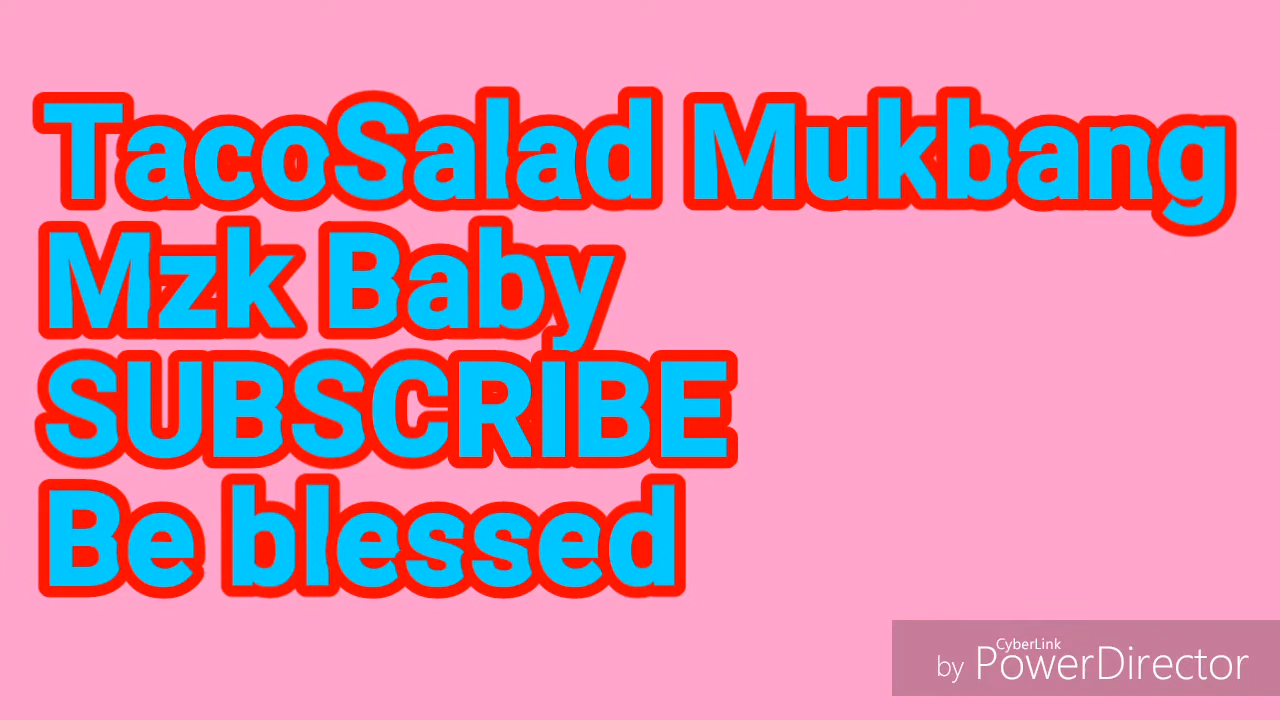 TacoSalad Mukbang
Mzk Baby
SUBSCRIBE
Be blessed
CyberLink
by PowerDirector